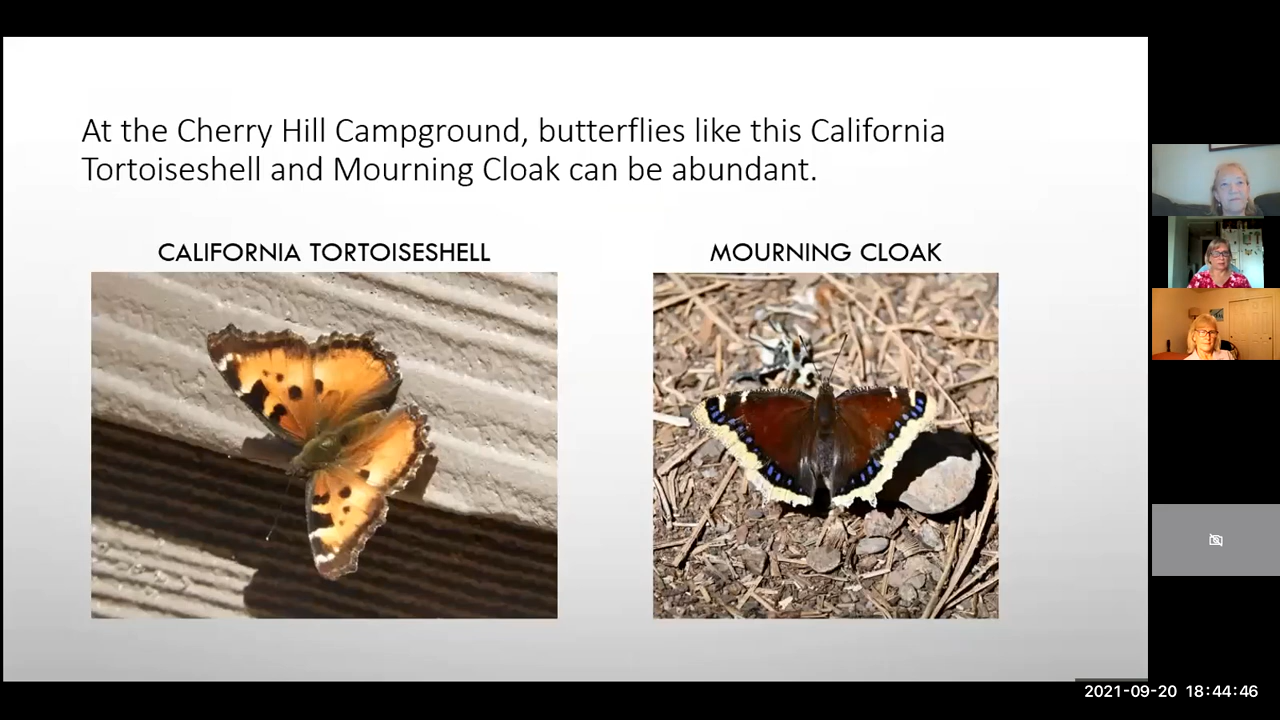 At the Cherry Hill Campground, butterflies like this California
Tortoiseshell and Mourning Cloak can be abundant.
CALIFORNIA TORTOISESHELL
MOURNING CLOAK
2021-09-20 18:44:46